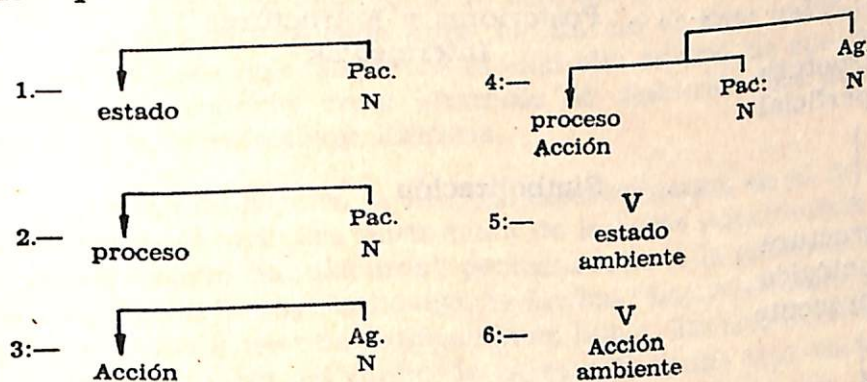 1.—
estado
Pac.
N
2.—
proceso
Pac.
N
3:—
Acción
Ag.
N
4:—
proceso
Acción
Pac:
N
Ag
N
5:—
V
estado
ambiente
6:—
V
Acción
ambiente